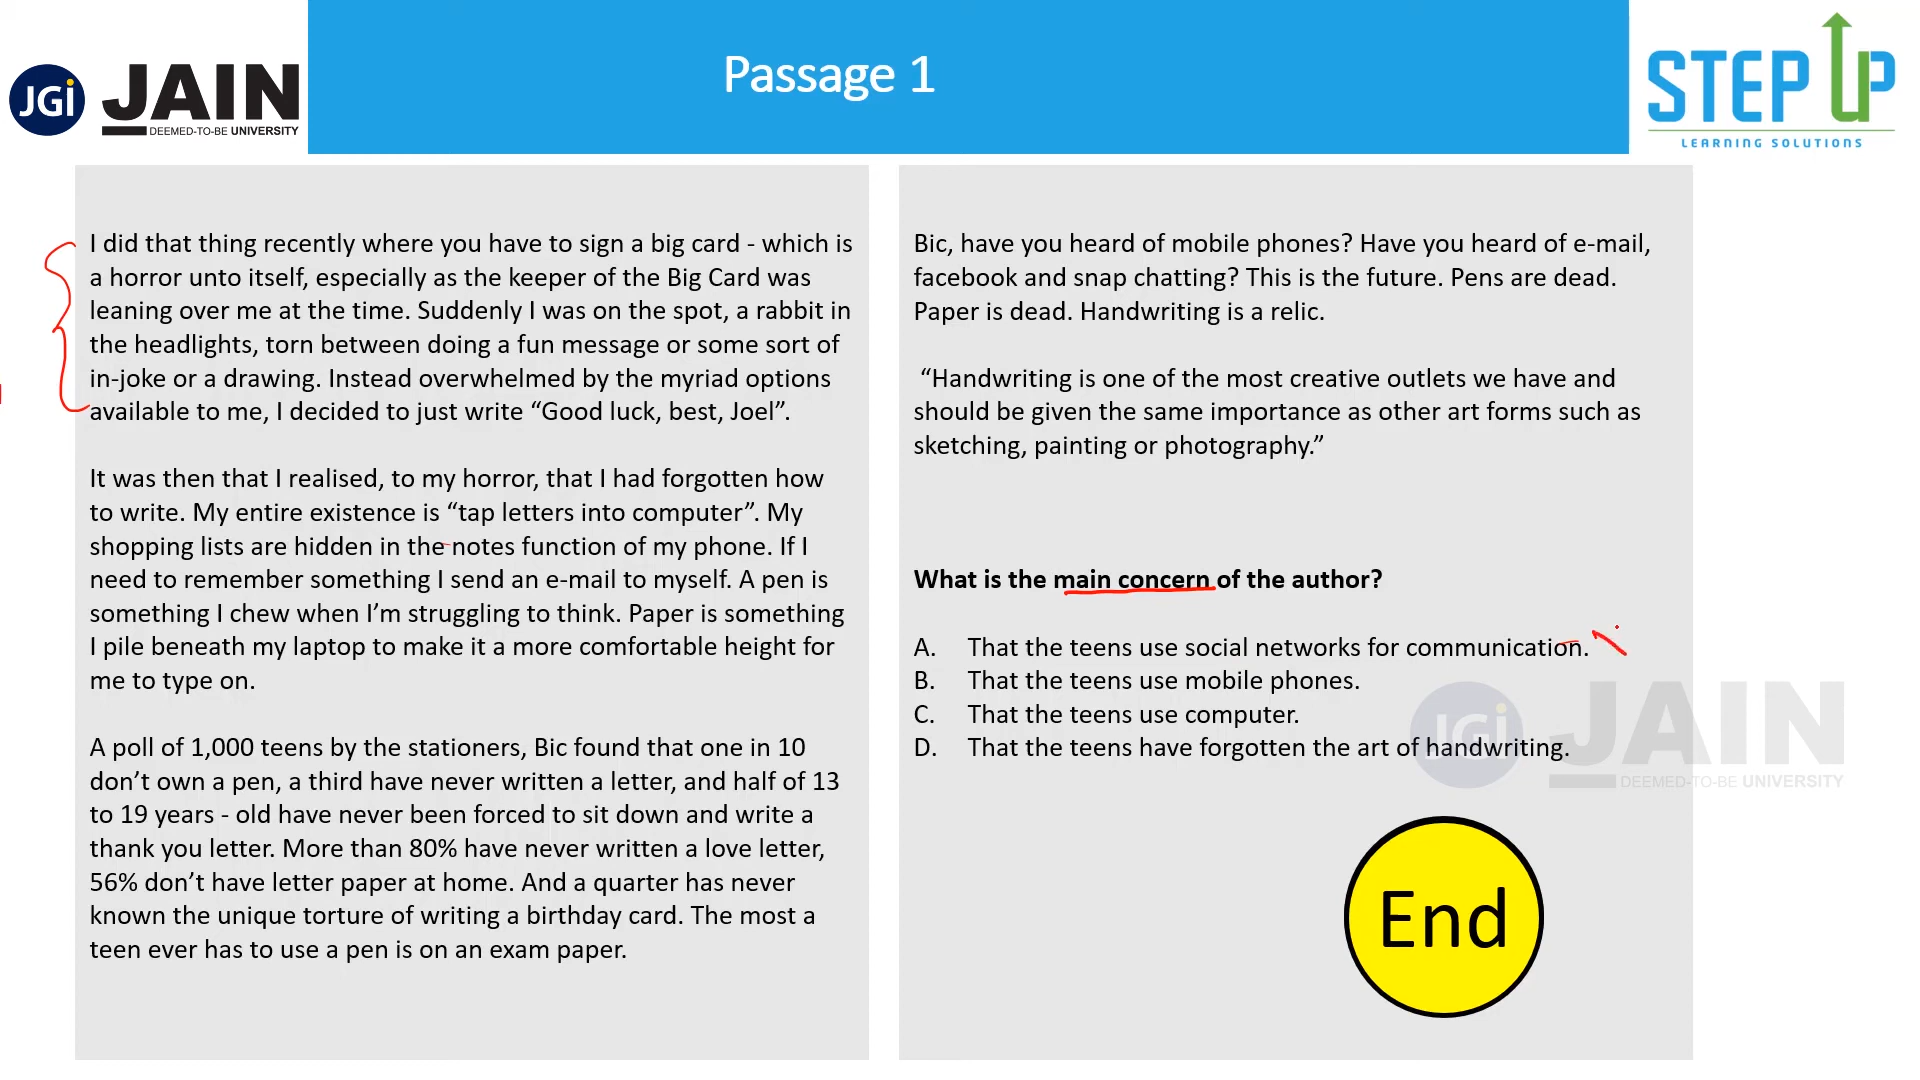 Passage 1
JGi JAIN
DEEMED-TO-BE UNIVERSITY
STEP UP
LEARNING SOLUTIONS
I did that thing recently where you have to sign a big card - which is
a horror unto itself, especially as the keeper of the Big Card was
leaning over me at the time. Suddenly I was on the spot, a rabbit in
the headlights, torn between doing a fun message or some sort of
in-joke or a drawing. Instead overwhelmed by the myriad options
available to me, I decided to just write “Good luck, best, Joel”.
It was then that I realised, to my horror, that I had forgotten how
to write. My entire existence is “tap letters into computer”. My
shopping lists are hidden in the notes function of my phone. If I
need to remember something I send an e-mail to myself. A pen is
something I chew when I’m struggling to think. Paper is something
I pile beneath my laptop to make it a more comfortable height for
me to type on.
A poll of 1,000 teens by the stationers, Bic found that one in 10
don’t own a pen, a third have never written a letter, and half of 13
to 19 years - old have never been forced to sit down and write a
thank you letter. More than 80% have never written a love letter,
56% don’t have letter paper at home. And a quarter has never
known the unique torture of writing a birthday card. The most a
teen ever has to use a pen is on an exam paper.
Bic, have you heard of mobile phones? Have you heard of e-mail,
facebook and snap chatting? This is the future. Pens are dead.
Paper is dead. Handwriting is a relic.
“Handwriting is one of the most creative outlets we have and
should be given the same importance as other art forms such as
sketching, painting or photography.”
What is the main concern of the author?
A. That the teens use social networks for communication.
B. That the teens use mobile phones.
C. That the teens use computer.
D. That the teens have forgotten the art of handwriting.
JGi JAIN
DEEMED-TO-BE UNIVERSITY
End